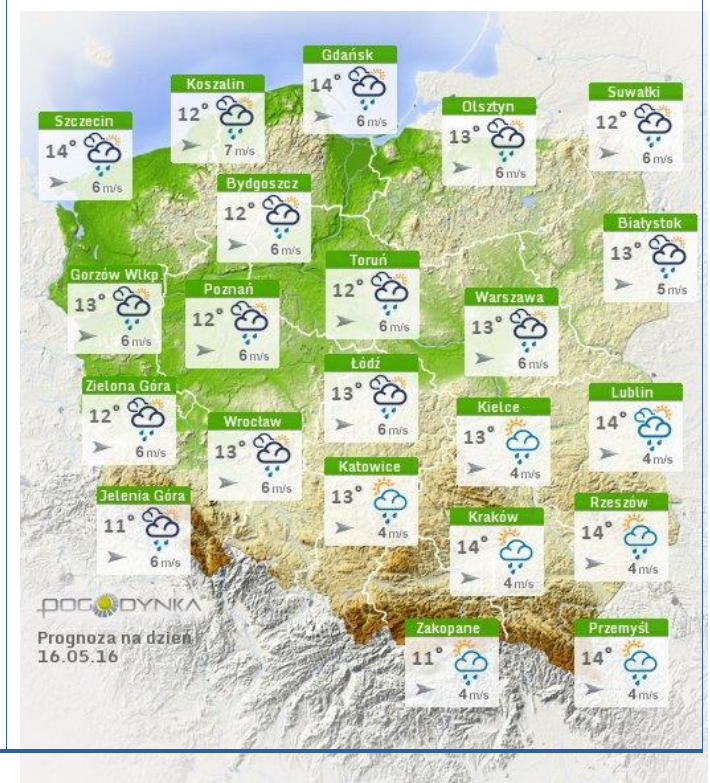 Gdańsk
14°
6 m/s
Koszalin
12°
7 m/s
Suwałki
12°
6 m/s
Olsztyn
13°
6 m/s
Szczecin
14°
6 m/s
Bydgoszcz
12°
6 m/s
Białystok
13°
5 m/s
Toruń
12°
6 m/s
Gorzów Wlkp
13°
6 m/s
Poznań
12°
6 m/s
Warszawa
13°
6 m/s
Łódź
13°
6 m/s
Zielona Góra
12°
6 m/s
Lublin
14°
4 m/s
Kielce
13°
4 m/s
Wrocław
13°
6 m/s
Katowice
13°
4 m/s
Jelenia Góra
11°
6 m/s
Rzeszów
14°
4 m/s
Kraków
14°
4 m/s
POGODYNKA
Prognoza na dzień
16.05.16
Zakopane
11°
4 m/s
Przemyśl
14°
4 m/s